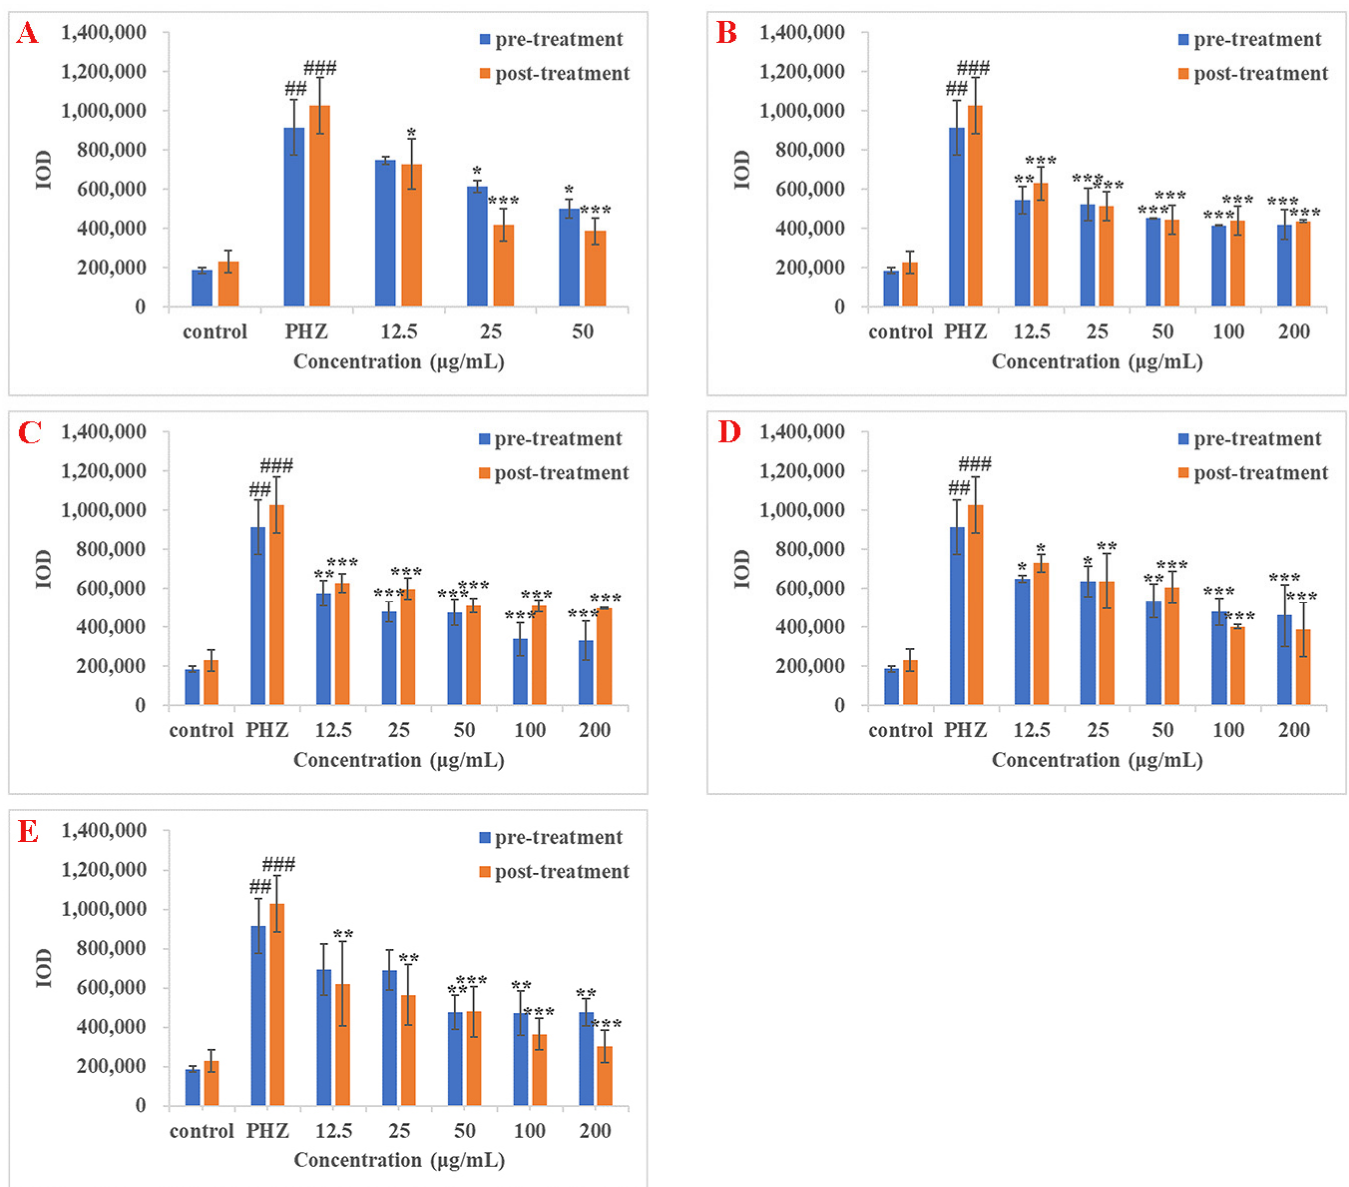 A
1,400,000
1,200,000
1,000,000
800,000
600,000
400,000
200,000
0
IOD
pre-treatment
post-treatment
## ###
* * *** * ***
control PHZ 12.5 25 50
Concentration (µg/mL)
B
1,400,000
1,200,000
1,000,000
800,000
600,000
400,000
200,000
0
IOD
pre-treatment
post-treatment
## ###
** *** *** *** *** *** *** *** *** ***
control PHZ 12.5 25 50 100 200
Concentration (µg/mL)
C
1,400,000
1,200,000
1,000,000
800,000
600,000
400,000
200,000
0
IOD
pre-treatment
post-treatment
## ###
** *** *** *** *** *** *** *** *** ***
control PHZ 12.5 25 50 100 200
Concentration (µg/mL)
D
1,400,000
1,200,000
1,000,000
800,000
600,000
400,000
200,000
0
IOD
pre-treatment
post-treatment
## ###
* * * ** ** *** *** *** *** ***
control PHZ 12.5 25 50 100 200
Concentration (µg/mL)
E
1,400,000
1,200,000
1,000,000
800,000
600,000
400,000
200,000
0
IOD
pre-treatment
post-treatment
## ###
** ** ** *** ** *** ** ***
control PHZ 12.5 25 50 100 200
Concentration (µg/mL)